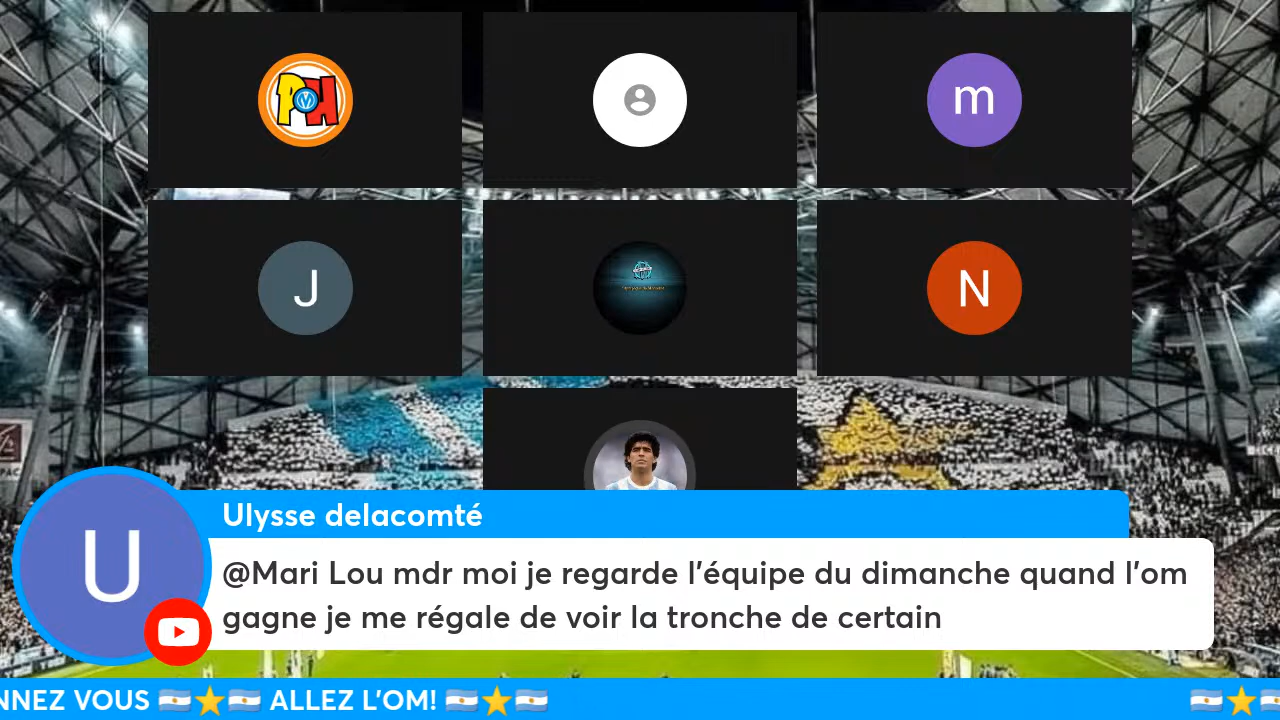 PH
m
J
N
U
Ulysse delacomté
@Mari Lou mdr moi je regarde l'équipe du dimanche quand l'om
gagne je me régale de voir la tronche de certain
NNEZ VOUS 🇦🇷⭐🇦🇷 ALLEZ L'OM! 🇦🇷⭐🇦🇷 🇦🇷⭐